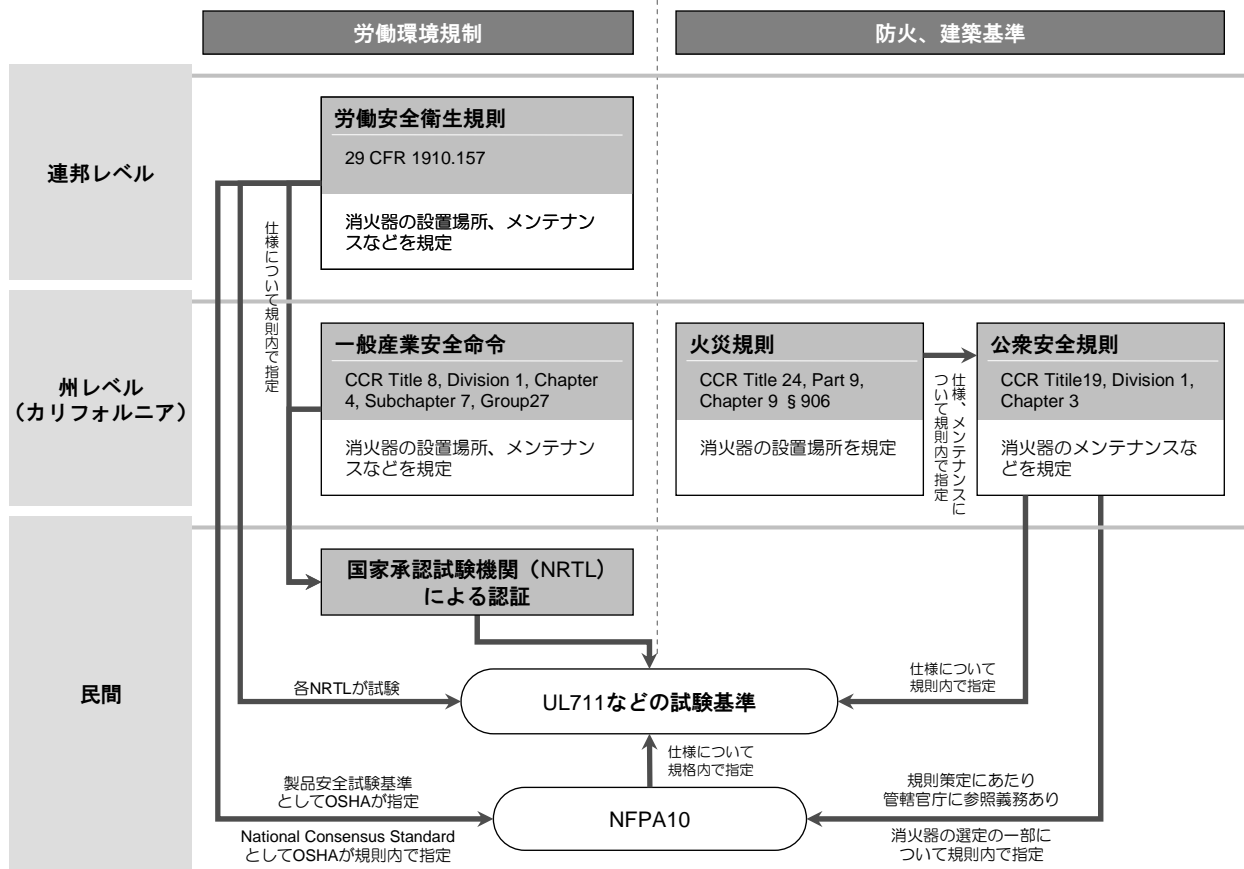 労働環境規制
防火、建築基準
連邦レベル
労働安全衛生規則
29 CFR 1910.157
消火器の設置場所、メンテナン
スなどを規定
仕様について規則内で指定
州レベル
（カリフォルニア）
一般産業安全命令
CCR Title 8, Division 1, Chapter
4, Subchapter 7, Group27
消火器の設置場所、メンテナン
スなどを規定
火災規則
CCR Title 24, Part 9,
Chapter 9 § 906
消火器の設置場所を規定
仕様、メンテナンスに
ついて規則内で指定
公衆安全規則
CCR Titile19, Division 1,
Chapter 3
消火器のメンテナンスな
どを規定
民間
国家承認試験機関（NRTL）
による認証
各NRTLが試験
UL711などの試験基準
仕様について
規則内で指定
仕様について
規格内で指定
製品安全試験基準
としてOSHAが指定
National Consensus Standard
としてOSHAが規則内で指定
NFPA10
規則策定にあたり
管轄官庁に参照義務あり
消火器の選定の一部に
ついて規則内で指定